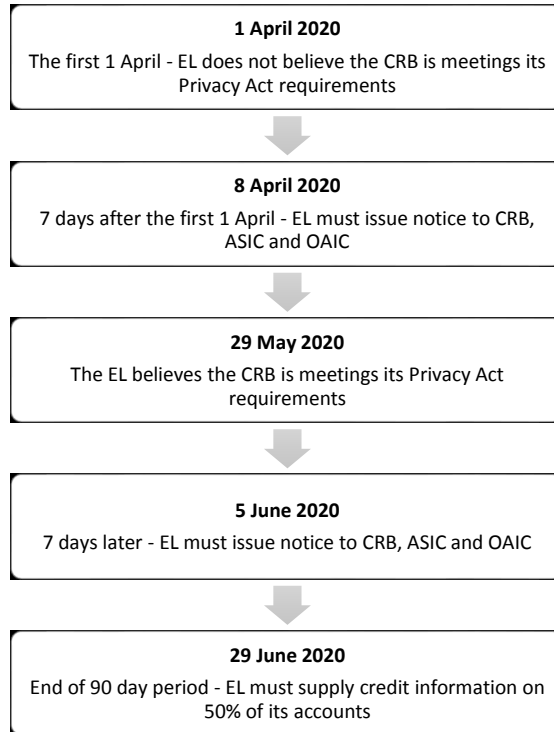 1 April 2020
The first 1 April - EL does not believe the CRB is meetings its
Privacy Act requirements
8 April 2020
7 days after the first 1 April - EL must issue notice to CRB,
ASIC and OAIC
29 May 2020
The EL believes the CRB is meetings its Privacy Act
requirements
5 June 2020
7 days later - EL must issue notice to CRB, ASIC and OAIC
29 June 2020
End of 90 day period - EL must supply credit information on
50% of its accounts